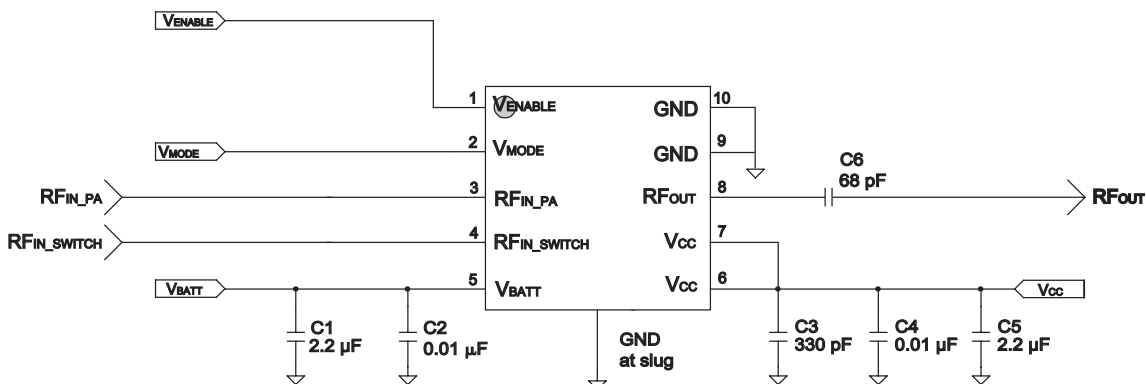 VENABLE
1 VENABLE
GND 10
VMODE
2 VMODE
GND 9
C6
68 pF
RFIN_PA
3 RFIN_PA
RFOUT 8
RFOUT
RFIN_SWITCH
4 RFIN_SWITCH
VCC 7
VBATT
5 VBATT
VCC 6
VCC
C1
2.2 µF
C2
0.01 µF
GND
at slug
C3
330 pF
C4
0.01 µF
C5
2.2 µF